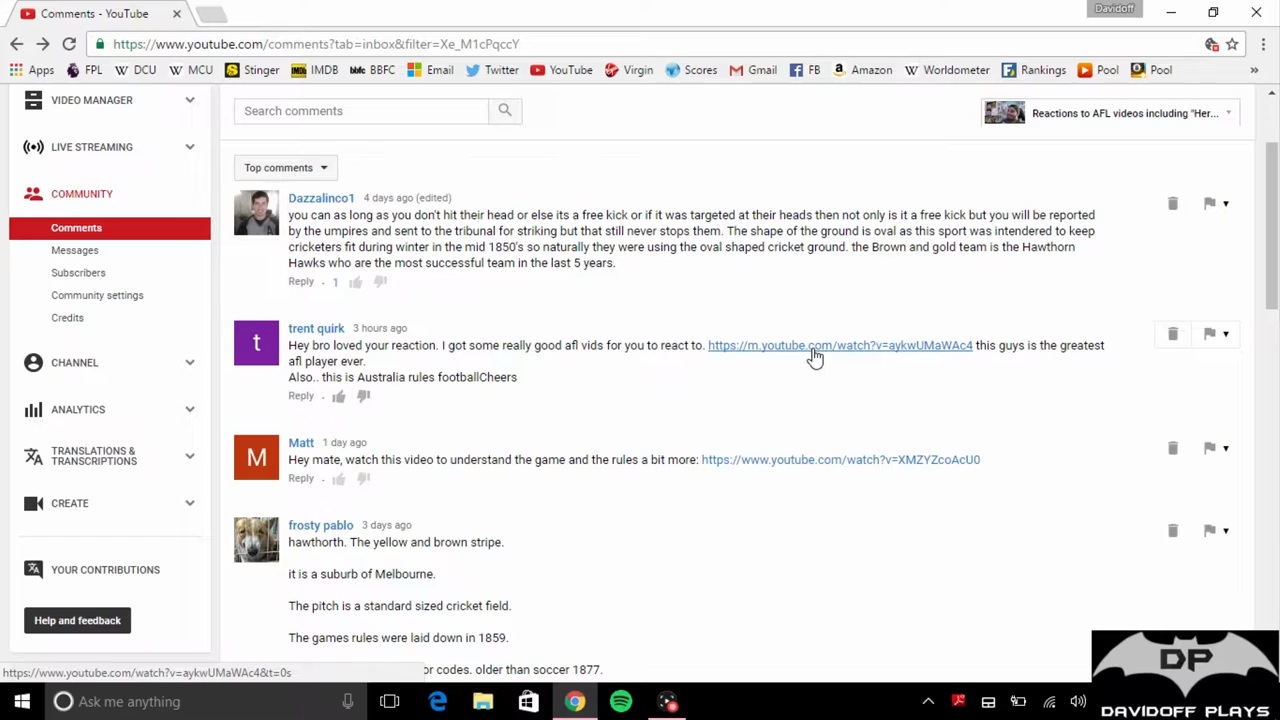 Comments - YouTube
Davidoff
https://www.youtube.com/comments?tab=inbox&filter=Xe_M1cPqccY
Apps FPL DCU MCU Stinger IMDB BBFC Email Twitter YouTube Virgin Scores Gmail FB Amazon Worldometer Rankings Pool Pool
VIDEO MANAGER
LIVE STREAMING
COMMUNITY
Comments
Messages
Subscribers
Community settings
Credits
CHANNEL
ANALYTICS
TRANSLATIONS &
TRANSCRIPTIONS
CREATE
YOUR CONTRIBUTIONS
Help and feedback
Search comments
Reactions to AFL videos including "Her...
Top comments
Dazzalinco1 4 days ago (edited)
you can as long as you don't hit their head or else its a free kick or if it was targeted at their heads then not only is it a free kick but you will be reported
by the umpires and sent to the tribunal for striking but that still never stops them. The shape of the ground is oval as this sport was intended to keep
cricketers fit during winter in the mid 1850's so naturally they were using the oval shaped cricket ground. the Brown and gold team is the Hawthorn
Hawks who are the most successful team in the last 5 years.
Reply 1
t
trent quirk 3 hours ago
Hey bro loved your reaction. I got some really good afl vids for you to react to. https://m.youtube.com/watch?v=aykwUMaWAc4 this guys is the greatest
afl player ever.
Also.. this is Australia rules footballCheers
Reply
M
Matt 1 day ago
Hey mate, watch this video to understand the game and the rules a bit more: https://www.youtube.com/watch?v=XMZYZcoAcU0
Reply
frosty pablo 3 days ago
hawthorth. The yellow and brown stripe.
it is a suburb of Melbourne.
The pitch is a standard sized cricket field.
The games rules were laid down in 1859.
or codes. older than soccer 1877.
https://www.youtube.com/watch?v=aykwUMaWAc4&t=0s
Ask me anything
DP
DAVIDOFF PLAYS